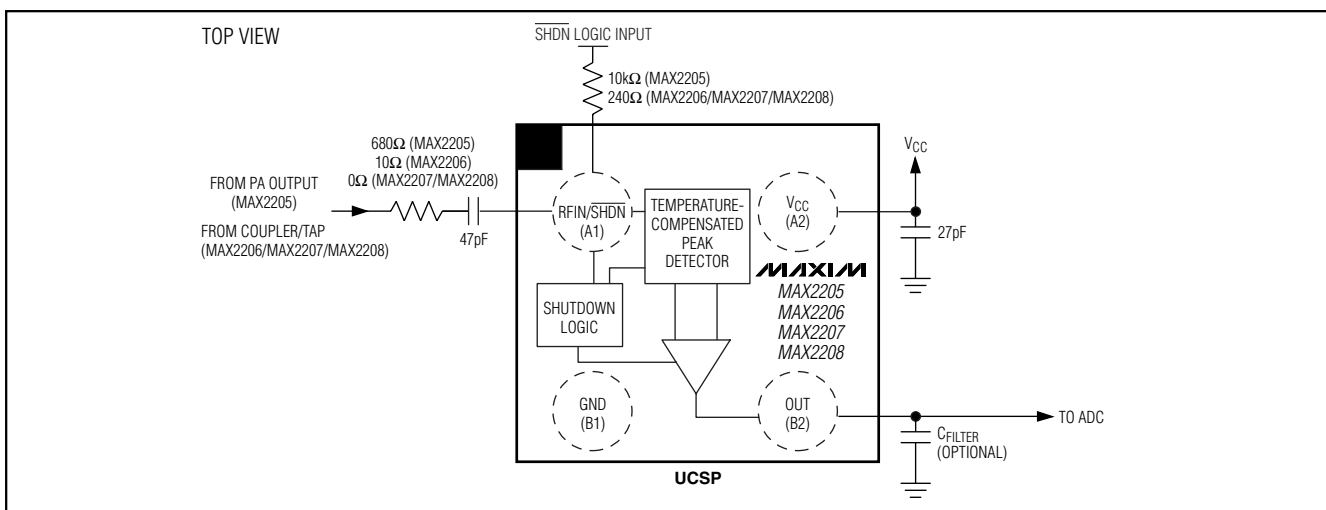 TOP VIEW
SHDN LOGIC INPUT
10kΩ (MAX2205)
240Ω (MAX2206/MAX2207/MAX2208)
680Ω (MAX2205)
10Ω (MAX2206)
0Ω (MAX2207/MAX2208)
FROM PA OUTPUT
(MAX2205)
FROM COUPLER/TAP
(MAX2206/MAX2207/MAX2208)
47pF
RFIN/SHDN
(A1)
TEMPERATURE-
COMPENSATED
PEAK
DETECTOR
VCC
(A2)
VCC
27pF
MAXIM
MAX2205
MAX2206
MAX2207
MAX2208
SHUTDOWN
LOGIC
GND
(B1)
OUT
(B2)
TO ADC
CFILTER
(OPTIONAL)
UCSP